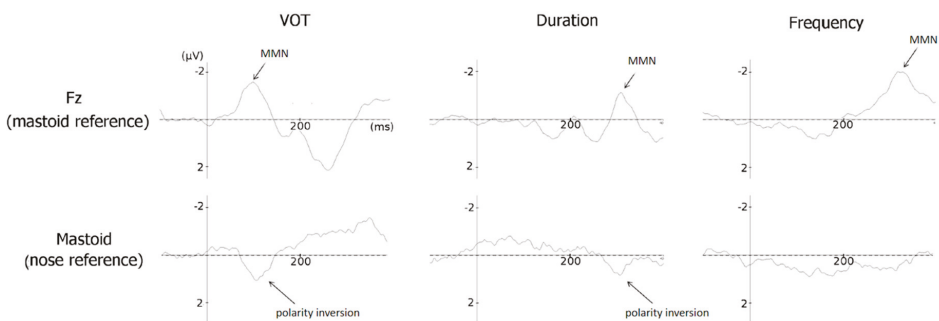 VOT
Duration
Frequency
Fz
(mastoid reference)
(μV)
-2
MMN
200
(ms)
2
-2
MMN
200
2
-2
MMN
200
2
Mastoid
(nose reference)
-2
200
2
polarity inversion
-2
200
2
polarity inversion
-2
200
2